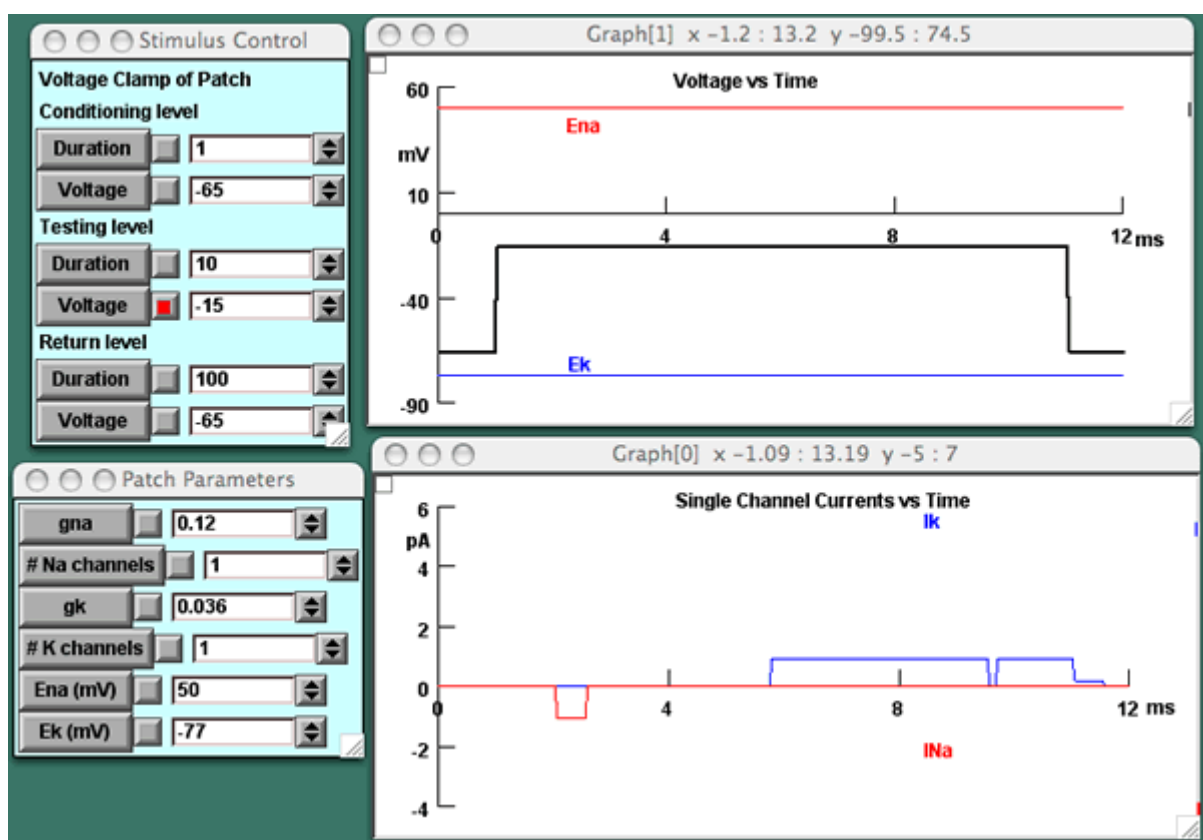 Stimulus Control
Voltage Clamp of Patch
Conditioning level
Duration 1
Voltage -65
Testing level
Duration 10
Voltage -15
Return level
Duration 100
Voltage -65
Patch Parameters
gna 0.12
# Na channels 1
gk 0.036
# K channels 1
Ena (mV) 50
Ek (mV) -77
Graph[1] x -1.2 : 13.2 y -99.5 : 74.5
Voltage vs Time
60
Ena
mV
10
0 4 8 12 ms
-40
Ek
-90
Graph[0] x -1.09 : 13.19 y -5 : 7
Single Channel Currents vs Time
6
Ik
pA
4
2
0
0 4 8 12 ms
-2
INa
-4